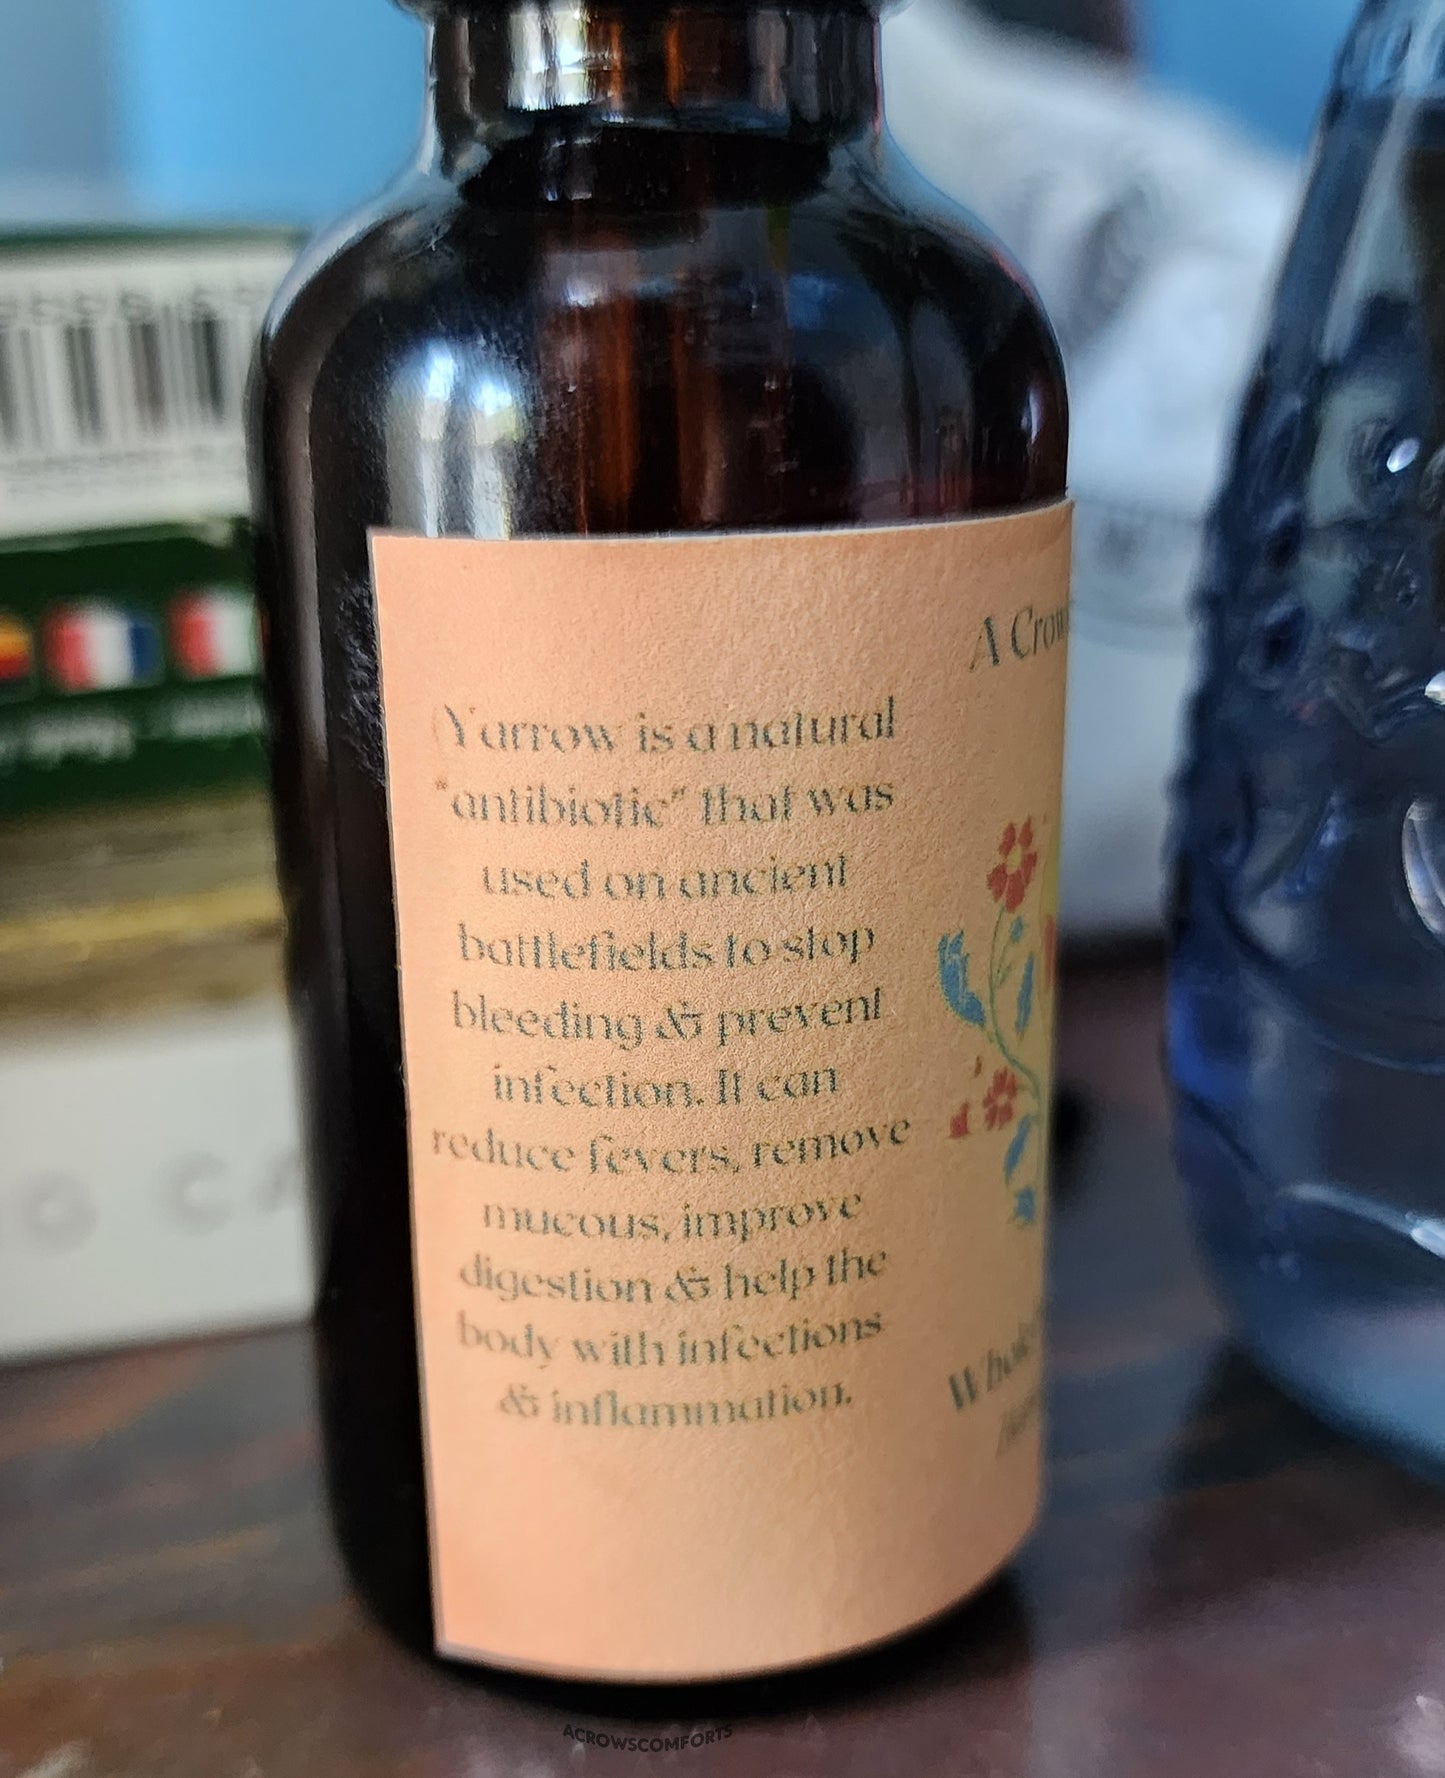 A Crow
Yarrow is a natural
"antibiotic" that was
used on ancient
battlefields to stop
bleeding & prevent
infection. It can
reduce fevers, remove
mucous, improve
digestion & help the
body with infections
& inflammation.
ACROWSCOMFORTS